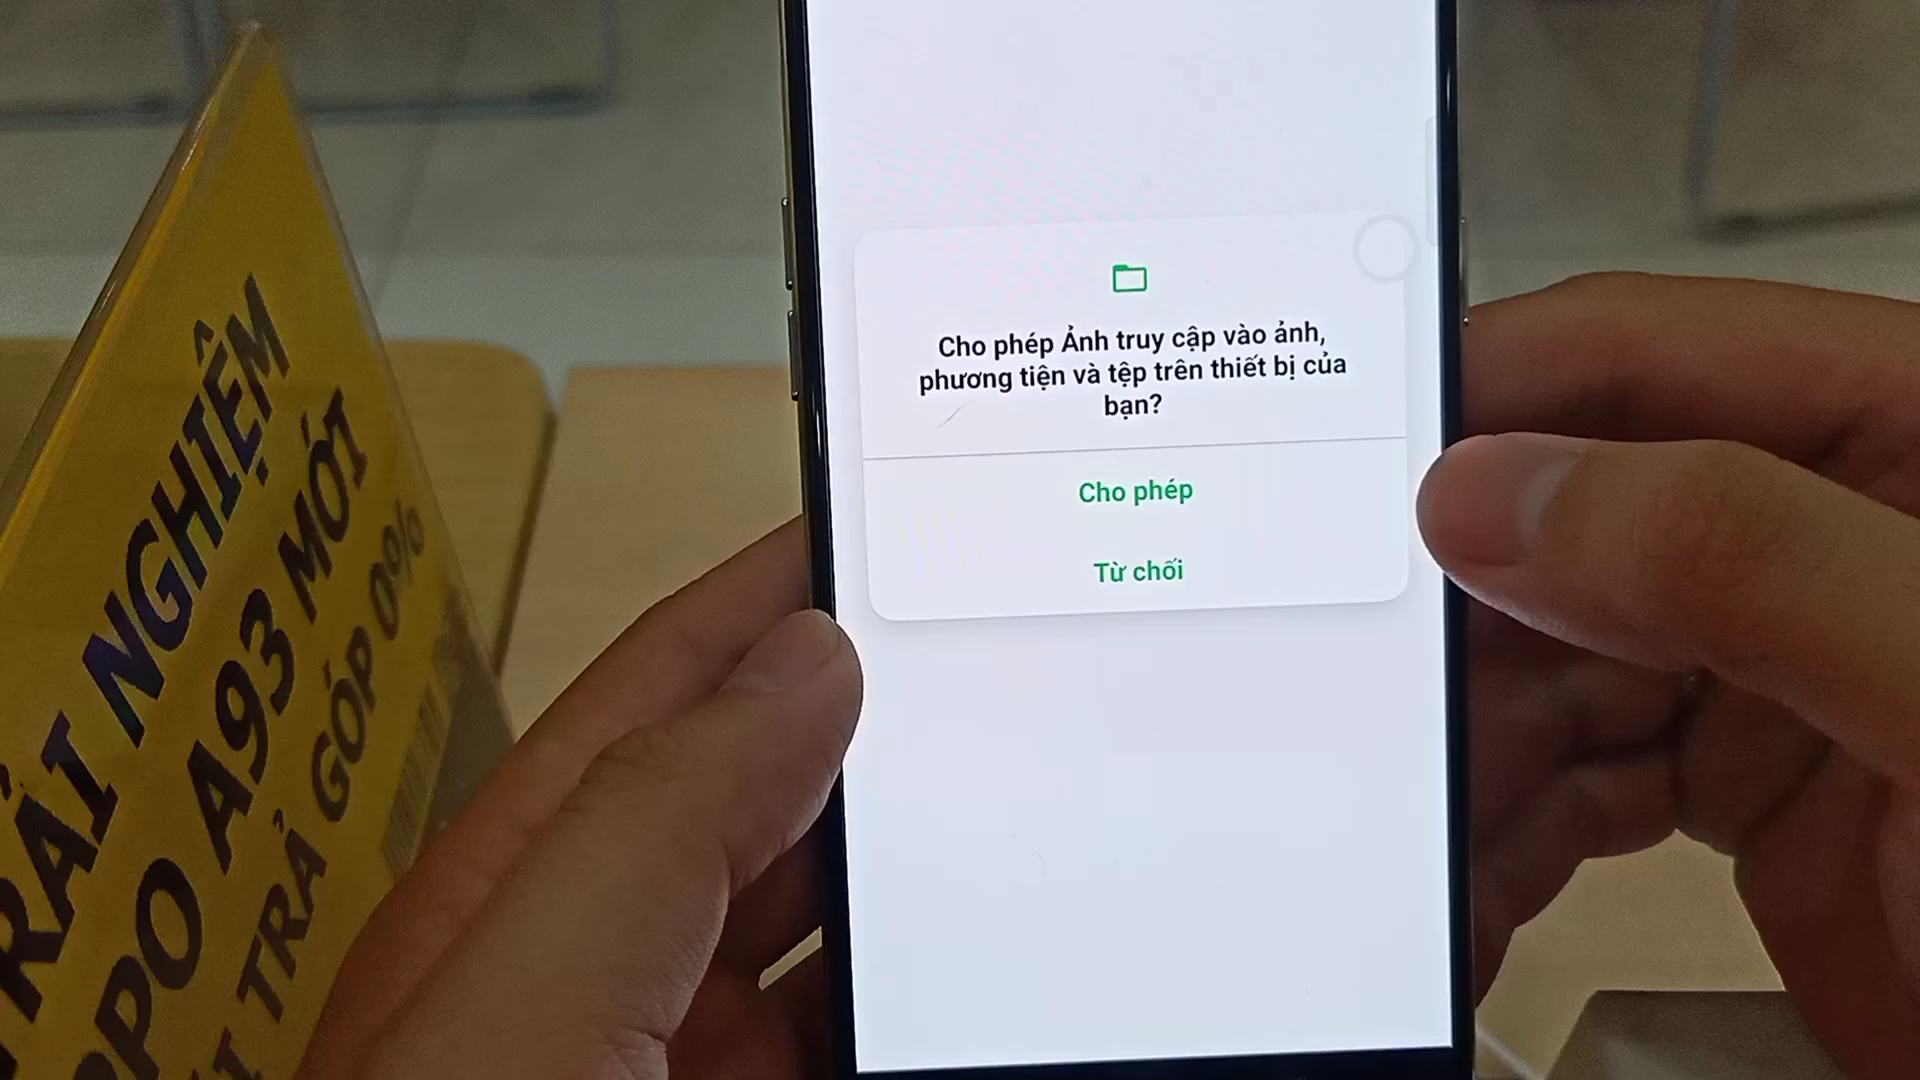 NGHIỆM
A93 MỚI
TRẢ GÓP 0%
Cho phép Ảnh truy cập vào ảnh,
phương tiện và tệp trên thiết bị của
bạn?
Cho phép
Từ chối